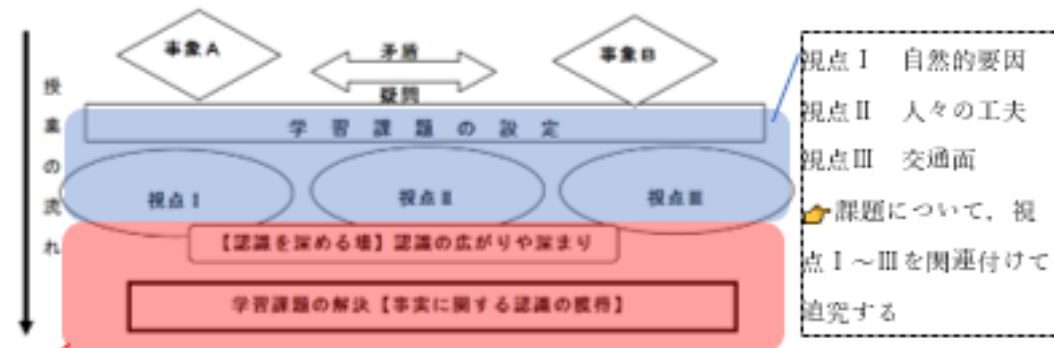 授業の流れ
事象A
矛盾
疑問
事象B
学習課題の設定
視点Ⅰ
視点Ⅱ
視点Ⅲ
【認識を深める場】認識の広がりや深まり
学習課題の解決【事実に関する認識の獲得】
視点Ⅰ 自然的要因
視点Ⅱ 人々の工夫
視点Ⅲ 交通面
👉課題について，視
点Ⅰ～Ⅲを関連付けて
追究する